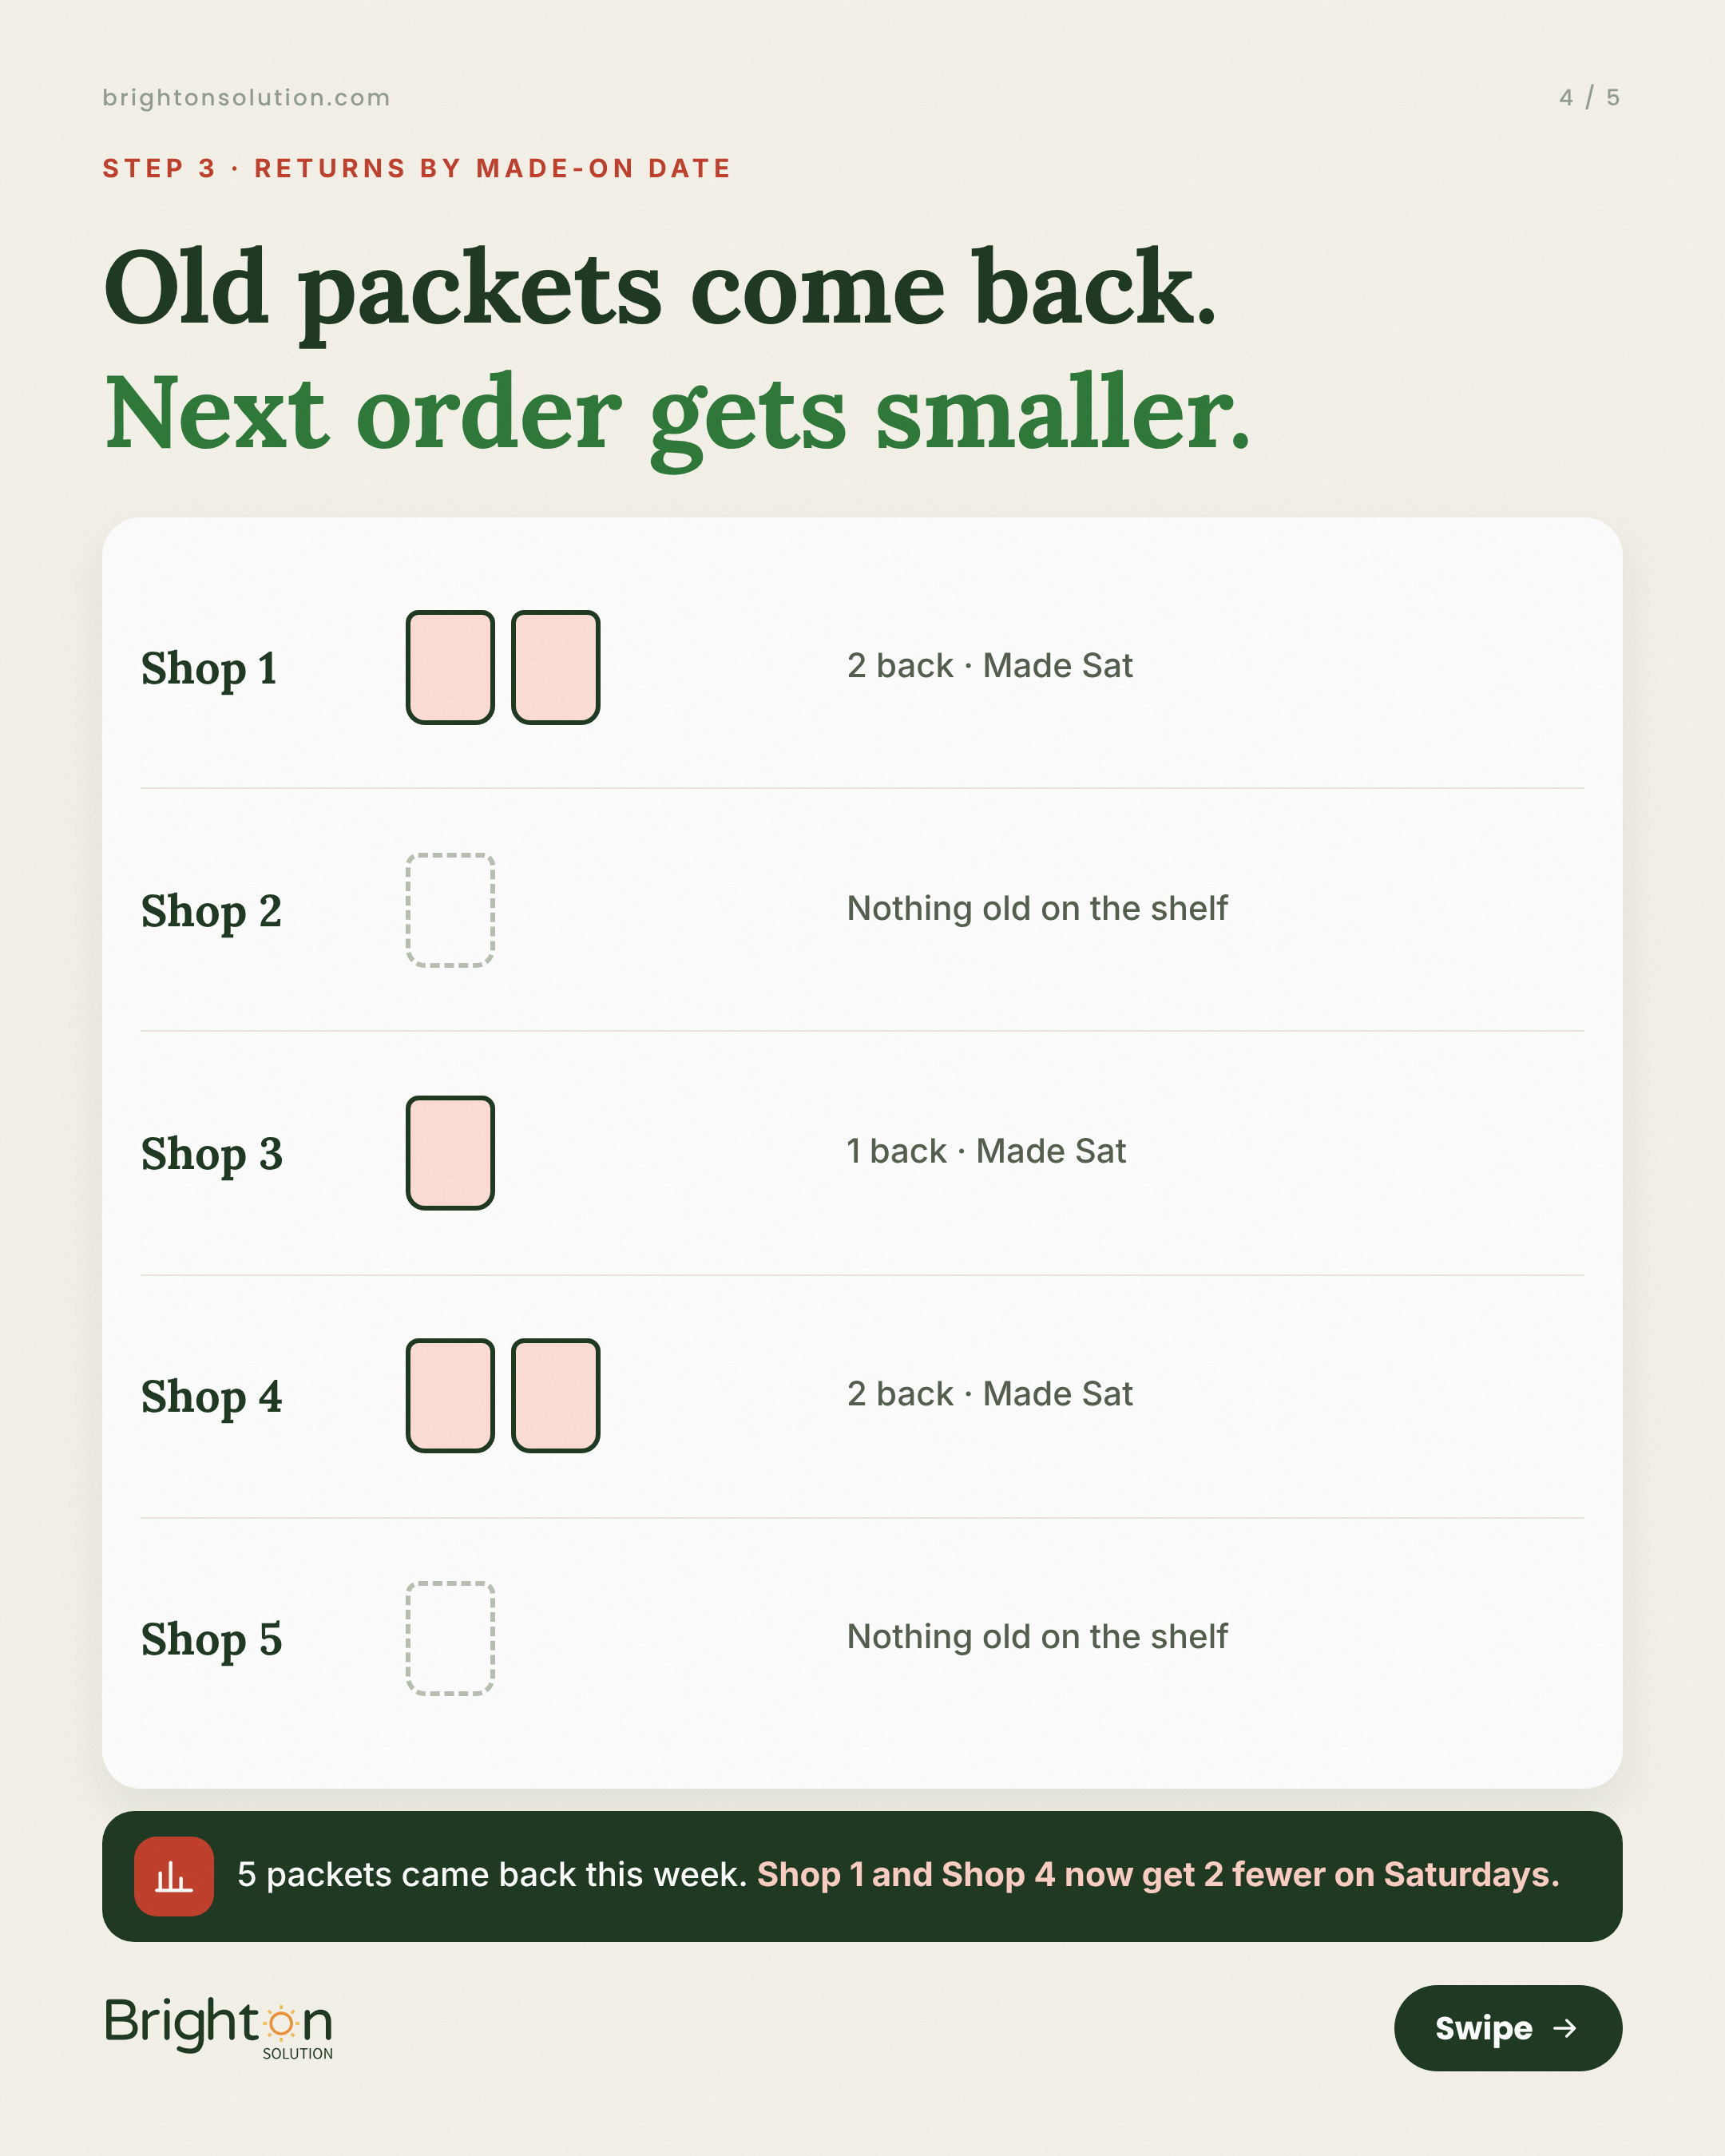 brightonsolution.com
4 / 5
STEP 3 · RETURNS BY MADE-ON DATE
Old packets come back.
Next order gets smaller.
Shop 1
2 back · Made Sat
Shop 2
Nothing old on the shelf
Shop 3
1 back · Made Sat
Shop 4
2 back · Made Sat
Shop 5
Nothing old on the shelf
5 packets came back this week. Shop 1 and Shop 4 now get 2 fewer on Saturdays.
Brighton
SOLUTION
Swipe →